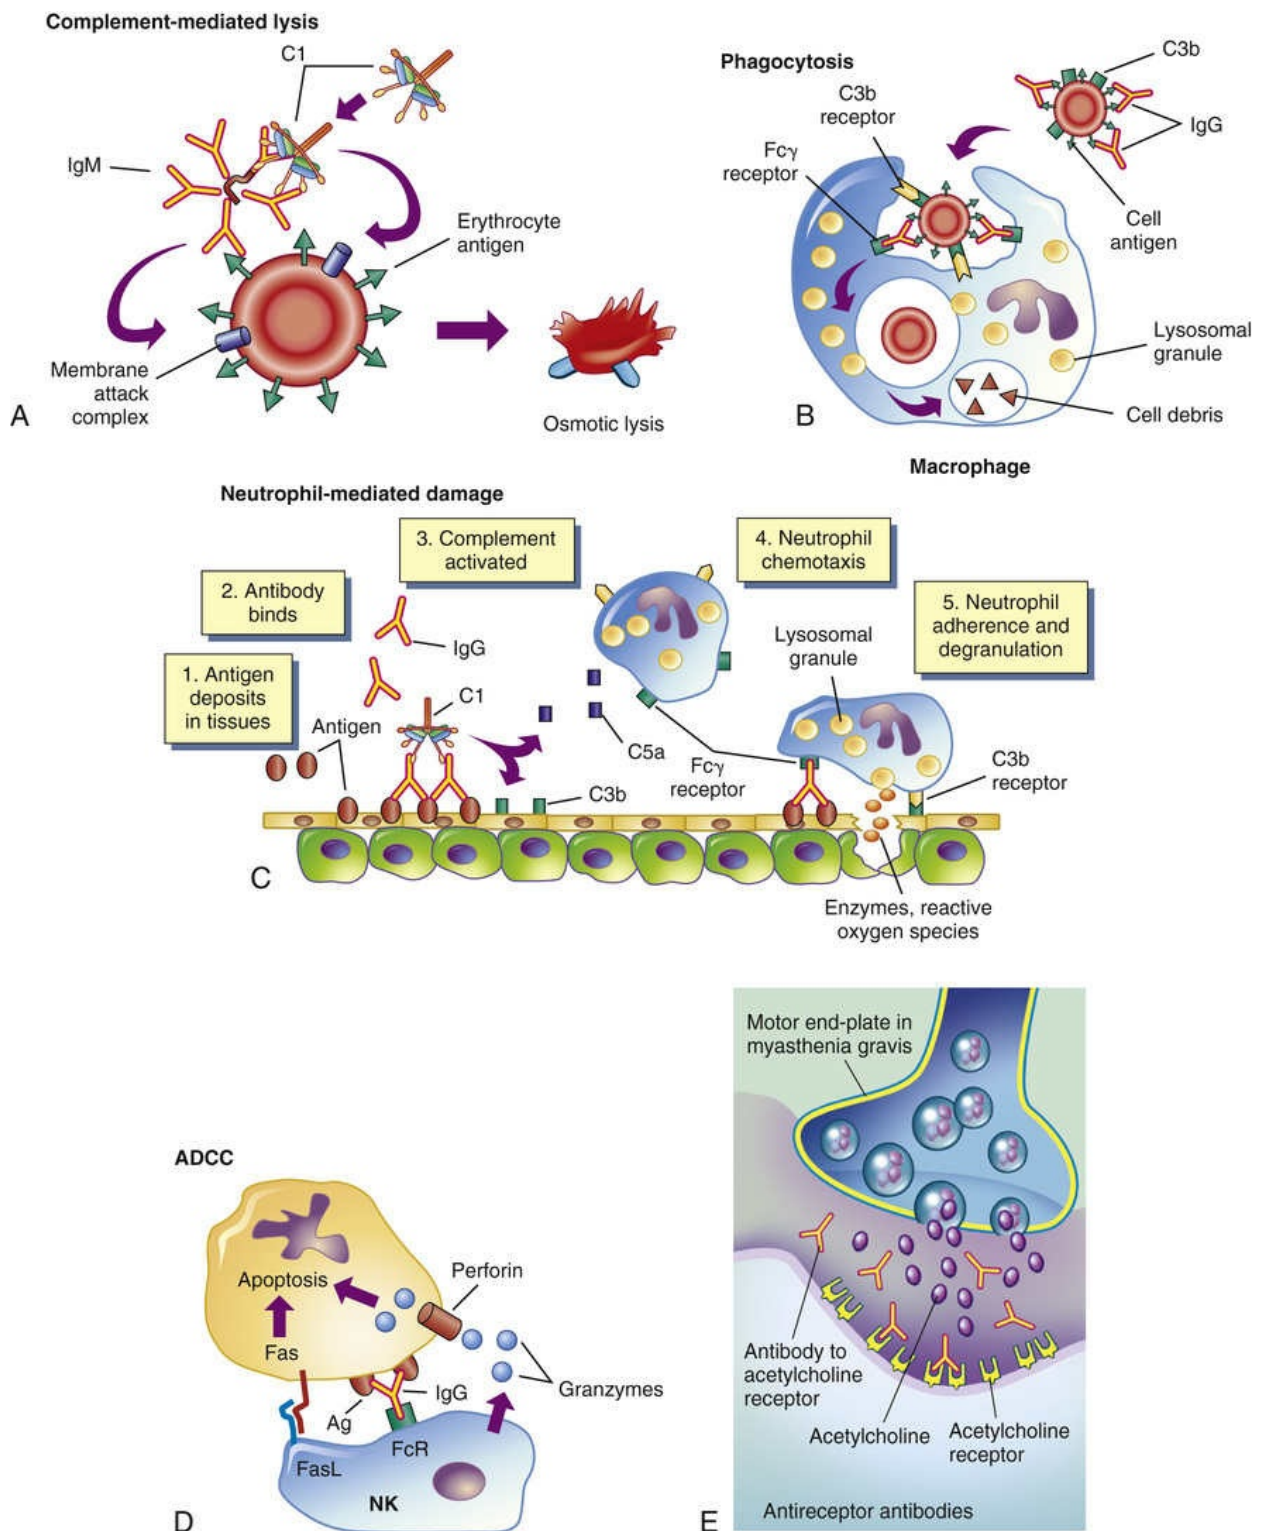 Complement-mediated lysis
C1
IgM
Erythrocyte
antigen
Membrane
attack
complex
Osmotic lysis
A
Phagocytosis
C3b
C3b
receptor
IgG
Fcγ
receptor
Cell
antigen
Lysosomal
granule
Cell debris
B
Macrophage
Neutrophil-mediated damage
1. Antigen
deposits
in tissues
2. Antibody
binds
3. Complement
activated
4. Neutrophil
chemotaxis
5. Neutrophil
adherence and
degranulation
IgG
Antigen
C1
C5a
C3b
Fcγ
receptor
Lysosomal
granule
C3b
receptor
Enzymes, reactive
oxygen species
C
ADCC
Apoptosis
Perforin
Fas
Granzymes
IgG
Ag
FcR
FasL
NK
D
Motor end-plate in
myasthenia gravis
Antibody to
acetylcholine
receptor
Acetylcholine
Acetylcholine
receptor
Antireceptor antibodies
E